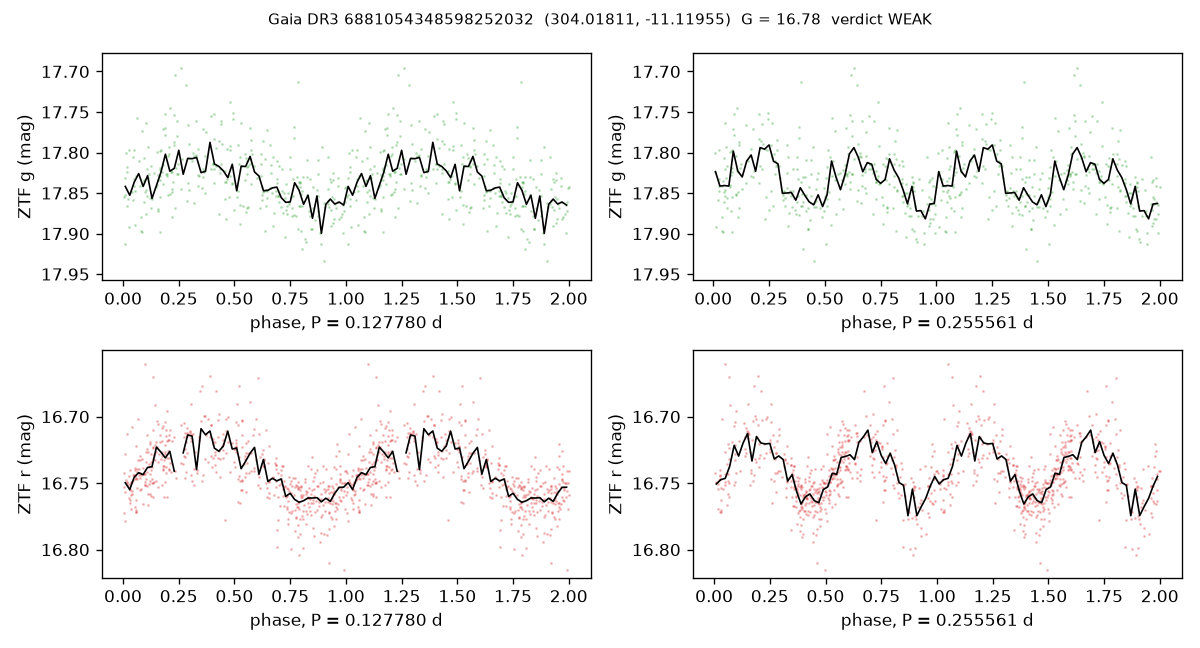 Gaia DR3 6881054348598252032 (304.01811, -11.11955) G = 16.78 verdict WEAK
ZTF g (mag)
17.70
17.75
17.80
17.85
17.90
17.95
0.00 0.25 0.50 0.75 1.00 1.25 1.50 1.75 2.00
phase, P = 0.127780 d
ZTF g (mag)
17.70
17.75
17.80
17.85
17.90
17.95
0.00 0.25 0.50 0.75 1.00 1.25 1.50 1.75 2.00
phase, P = 0.255561 d
ZTF r (mag)
16.70
16.75
16.80
0.00 0.25 0.50 0.75 1.00 1.25 1.50 1.75 2.00
phase, P = 0.127780 d
ZTF r (mag)
16.70
16.75
16.80
0.00 0.25 0.50 0.75 1.00 1.25 1.50 1.75 2.00
phase, P = 0.255561 d